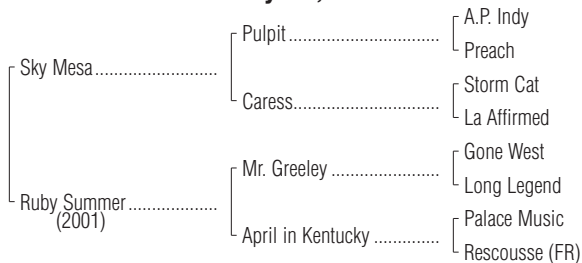 A.P. Indy
Pulpit
Preach
Sky Mesa
Storm Cat
Caress
La Affirmed
Gone West
Mr. Greeley
Long Legend
Ruby Summer
(2001)
Palace Music
April in Kentucky
Rescousse (FR)